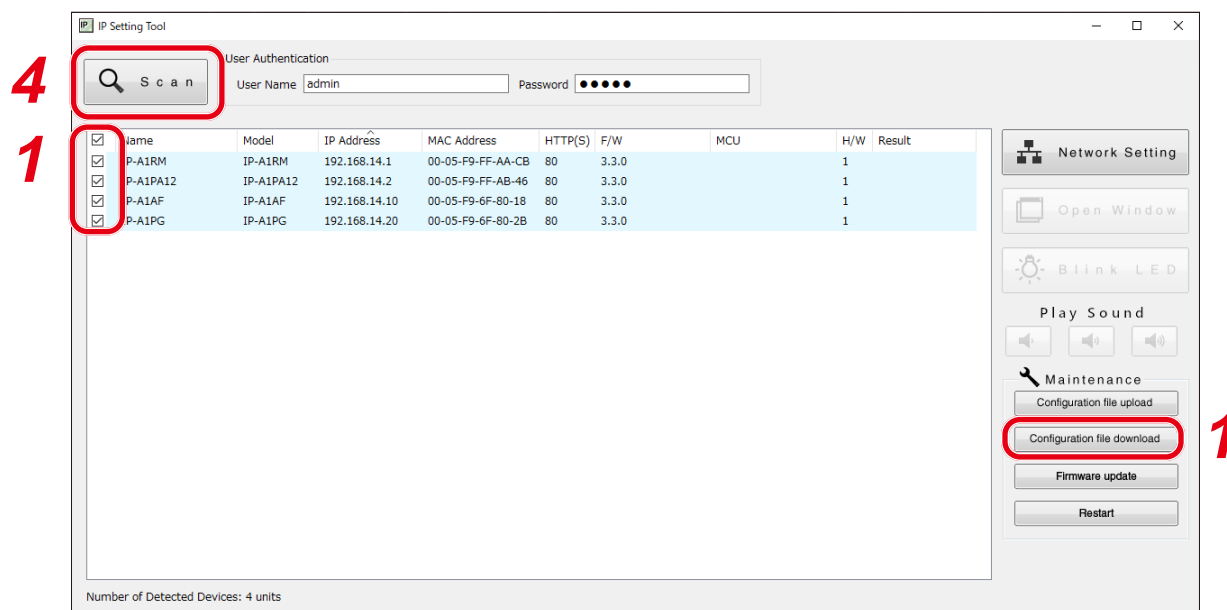 IP IP Setting Tool
4
Scan
User Authentication
User Name admin Password ●●●●●
1
Name Model IP Address MAC Address HTTP(S) F/W MCU H/W Result
IP-A1RM IP-A1RM 192.168.14.1 00-05-F9-FF-AA-CB 80 3.3.0 1
IP-A1PA12 IP-A1PA12 192.168.14.2 00-05-F9-FF-AB-46 80 3.3.0 1
IP-A1AF IP-A1AF 192.168.14.10 00-05-F9-6F-80-18 80 3.3.0 1
IP-A1PG IP-A1PG 192.168.14.20 00-05-F9-6F-80-2B 80 3.3.0 1
Network Setting
Open Window
Blink LED
Play Sound
Maintenance
Configuration file upload
Configuration file download
1
Firmware update
Restart
Number of Detected Devices: 4 units